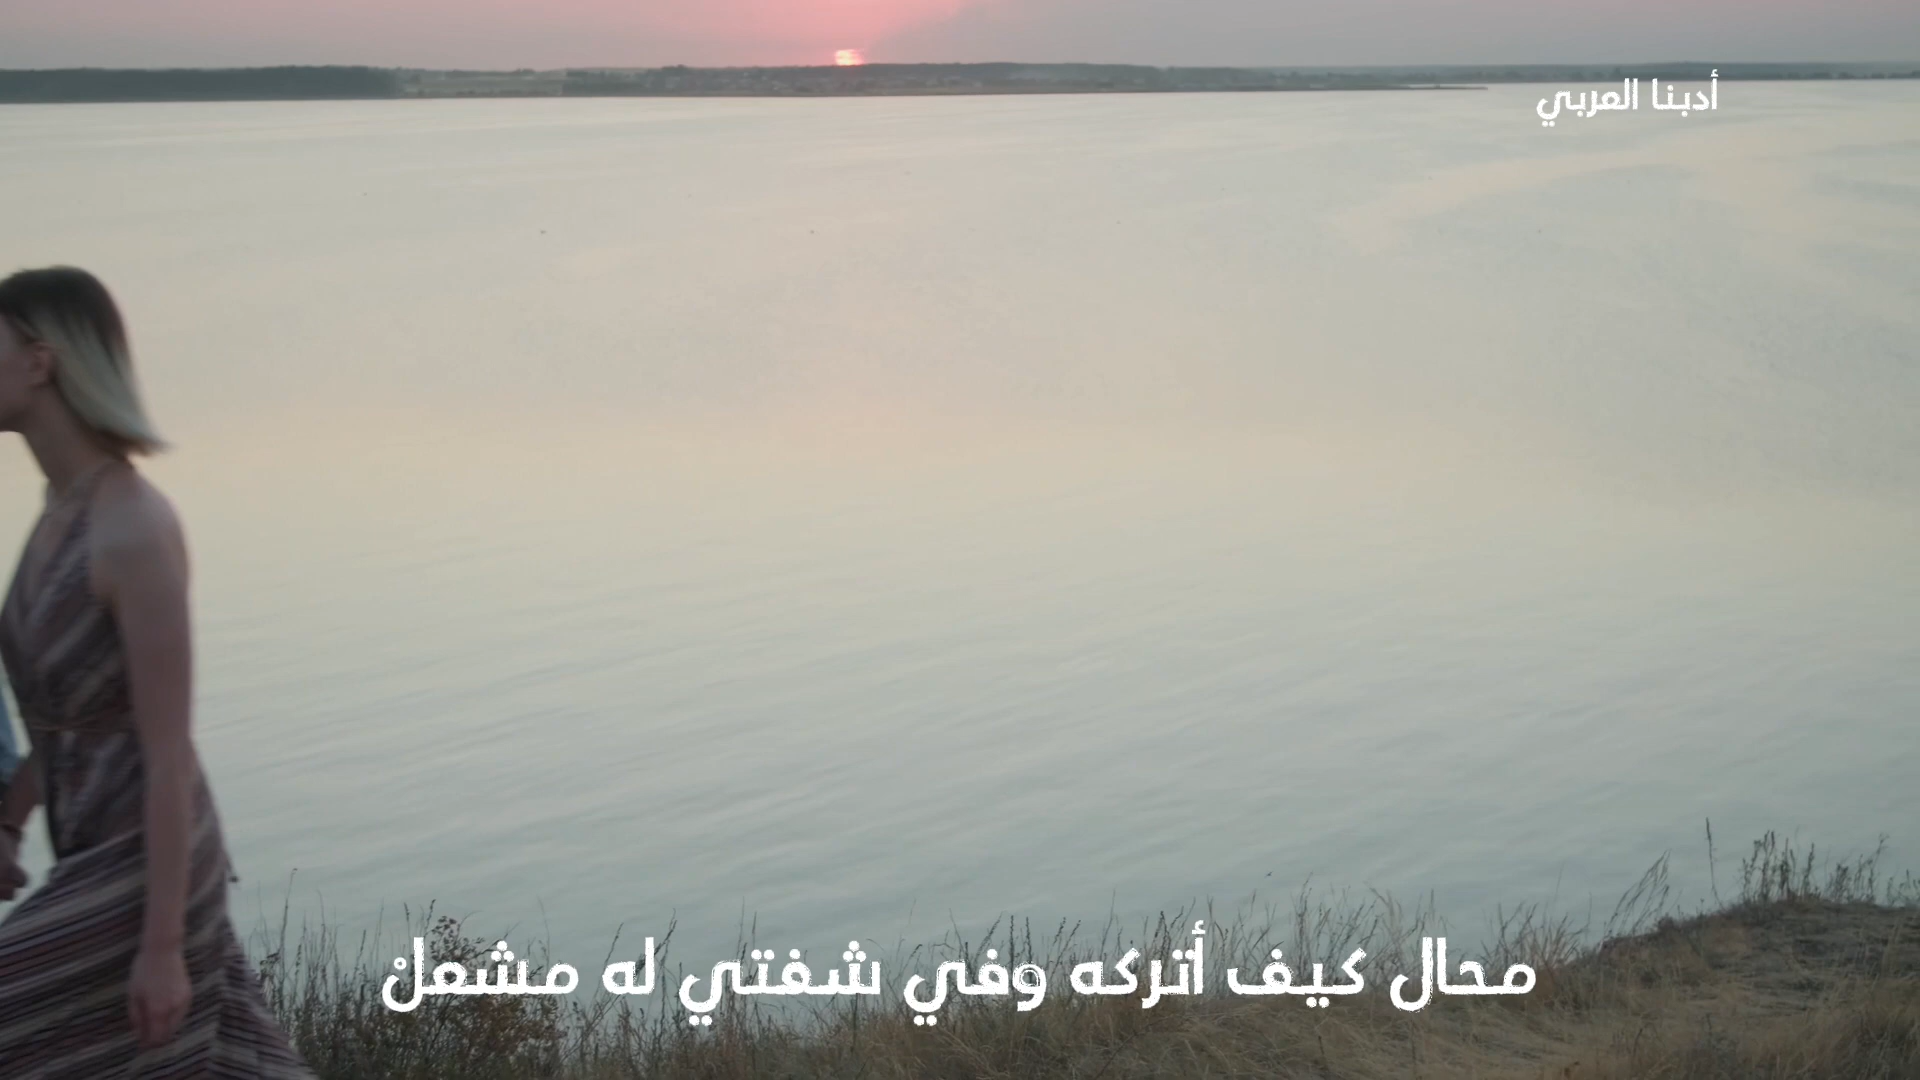 أدبنا العربي
محال كيف أتركه وفي شفتي له مشعلْ